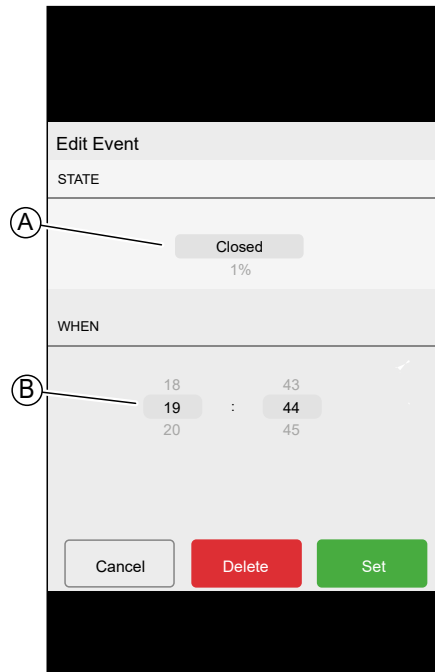 Edit Event
STATE
A
Closed
1%
WHEN
18 43
B
19 : 44
20 45
Cancel Delete Set